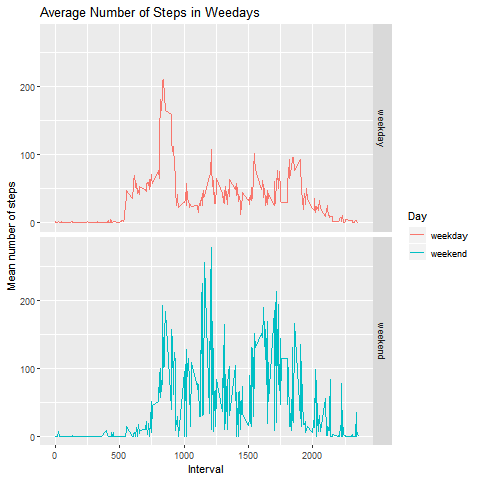 Average Number of Steps in Weedays
Mean number of steps
200
100
0
weekday
200
100
0
weekend
0 500 1000 1500 2000
Interval
Day
weekday
weekend